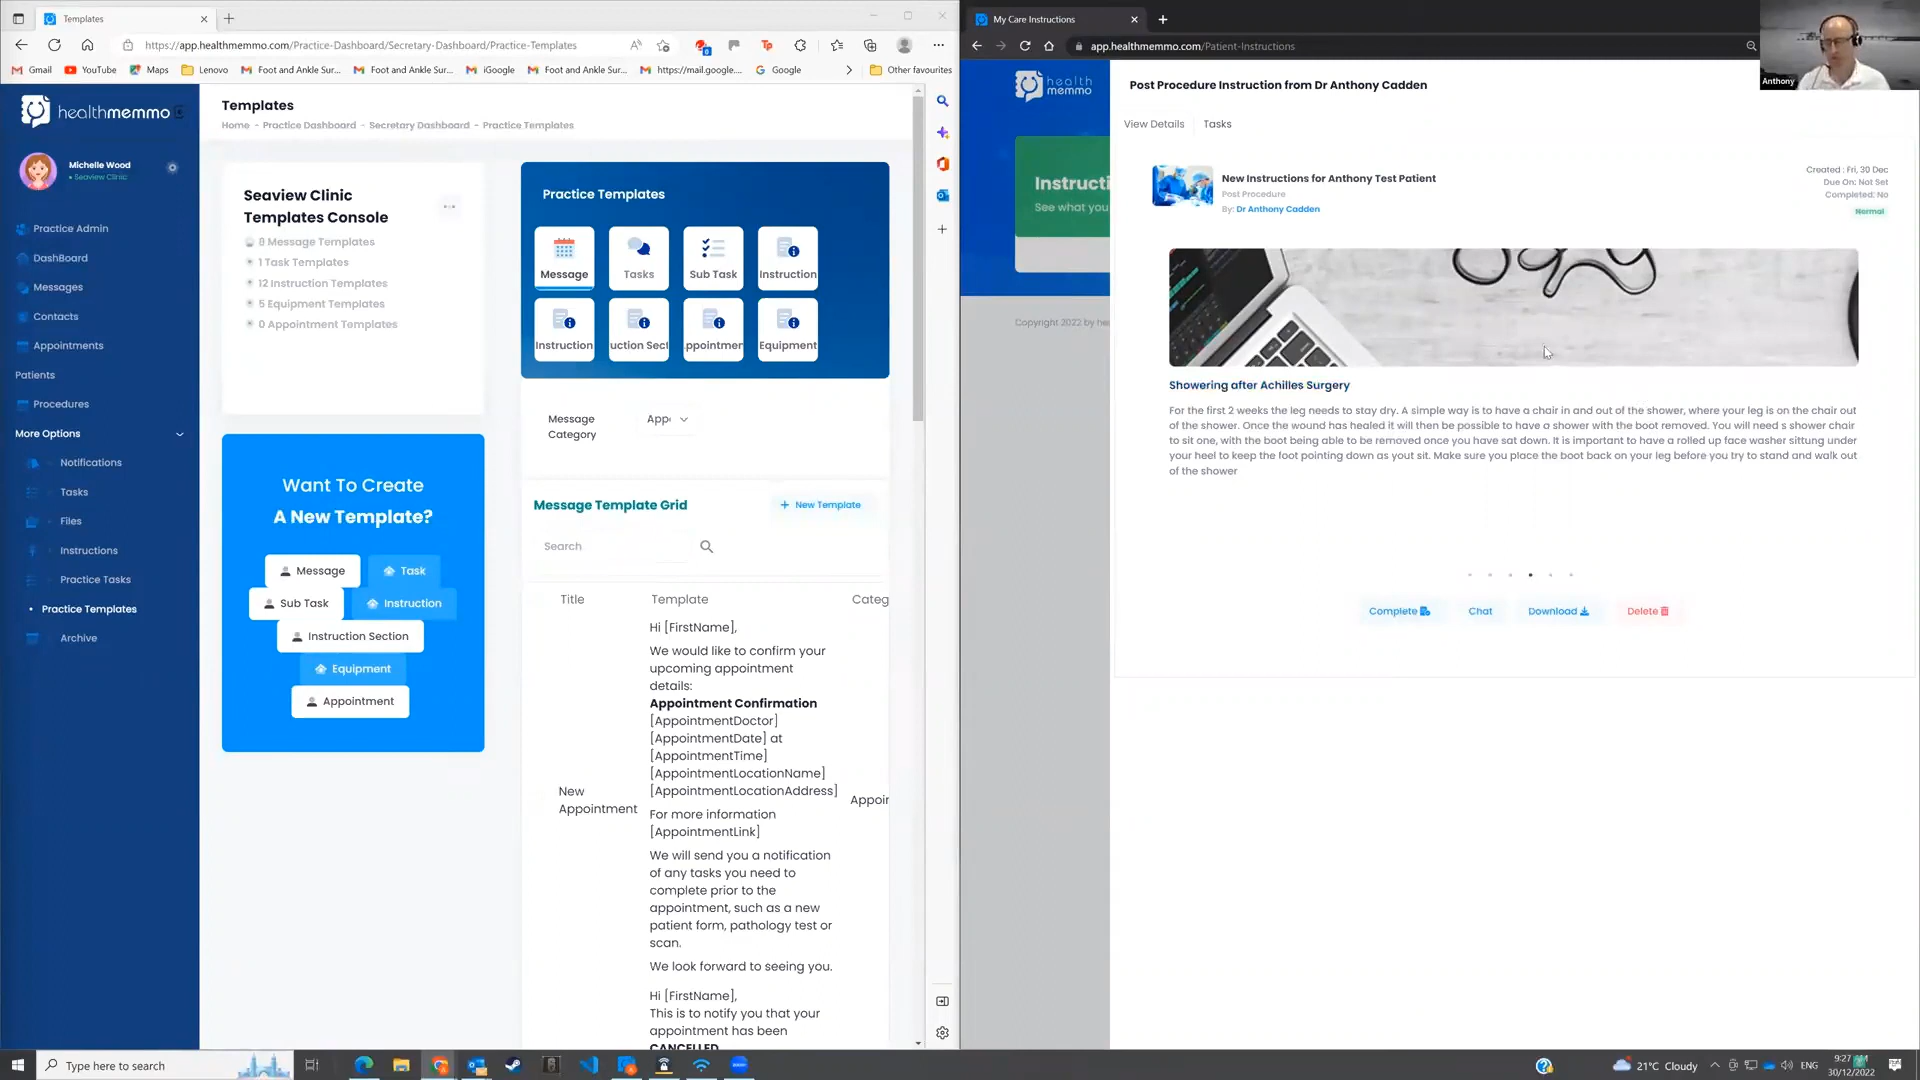 Templates
https://app.healthmemmo.com/Practice-Dashboard/Secretary-Dashboard/Practice-Templates
Gmail
YouTube
Maps
Lenovo
Foot and Ankle Sur...
Foot and Ankle Sur...
iGoogle
Foot and Ankle Sur...
https://mail.google....
Google
Other favourites
healthmemmo
Michelle Wood
• Seaview Clinic
Practice Admin
DashBoard
Messages
Contacts
Appointments
Patients
Procedures
More Options
Notifications
Tasks
Files
Instructions
Practice Tasks
Practice Templates
Archive
Templates
Home - Practice Dashboard - Secretary Dashboard - Practice Templates
Seaview Clinic
Templates Console
8 Message Templates
1 Task Templates
12 Instruction Templates
5 Equipment Templates
0 Appointment Templates
Want To Create
A New Template?
Message
Task
Sub Task
Instruction
Instruction Section
Equipment
Appointment
Practice Templates
Message
Tasks
Sub Task
Instruction
Instruction
uction Sect
ppointmen
Equipment
Message
Category
App
Message Template Grid
+ New Template
Search
Title
Template
Categ
Hi [FirstName],
We would like to confirm your
upcoming appointment
details:
Appointment Confirmation
[AppointmentDoctor]
[AppointmentDate] at
[AppointmentTime]
[AppointmentLocationName]
[AppointmentLocationAddress]
New
Appointment
Appoir
For more information
[AppointmentLink]
We will send you a notification
of any tasks you need to
complete prior to the
appointment, such as a new
patient form, pathology test or
scan.
We look forward to seeing you.
Hi [FirstName],
This is to notify you that your
appointment has been
CANCELLED
My Care Instructions
app.healthmemmo.com/Patient-Instructions
Anthony
health
memmo
Instructi
See what you
Copyright 2022 by he
Post Procedure Instruction from Dr Anthony Cadden
View Details
Tasks
New Instructions for Anthony Test Patient
Post Procedure
By: Dr Anthony Cadden
Created : Fri, 30 Dec
Due On: Not Set
Completed: No
Normal
Showering after Achilles Surgery
For the first 2 weeks the leg needs to stay dry. A simple way is to have a chair in and out of the shower, where your leg is on the chair out
of the shower. Once the wound has healed it will then be possible to have a shower with the boot removed. You will need s shower chair
to sit one, with the boot being able to be removed once you have sat down. It is important to have a rolled up face washer sittung under
your heel to keep the foot pointing down as yout sit. Make sure you place the boot back on your leg before you try to stand and walk out
of the shower
Complete
Chat
Download
Delete
Type here to search
21°C Cloudy
ENG
9:27
30/12/2022